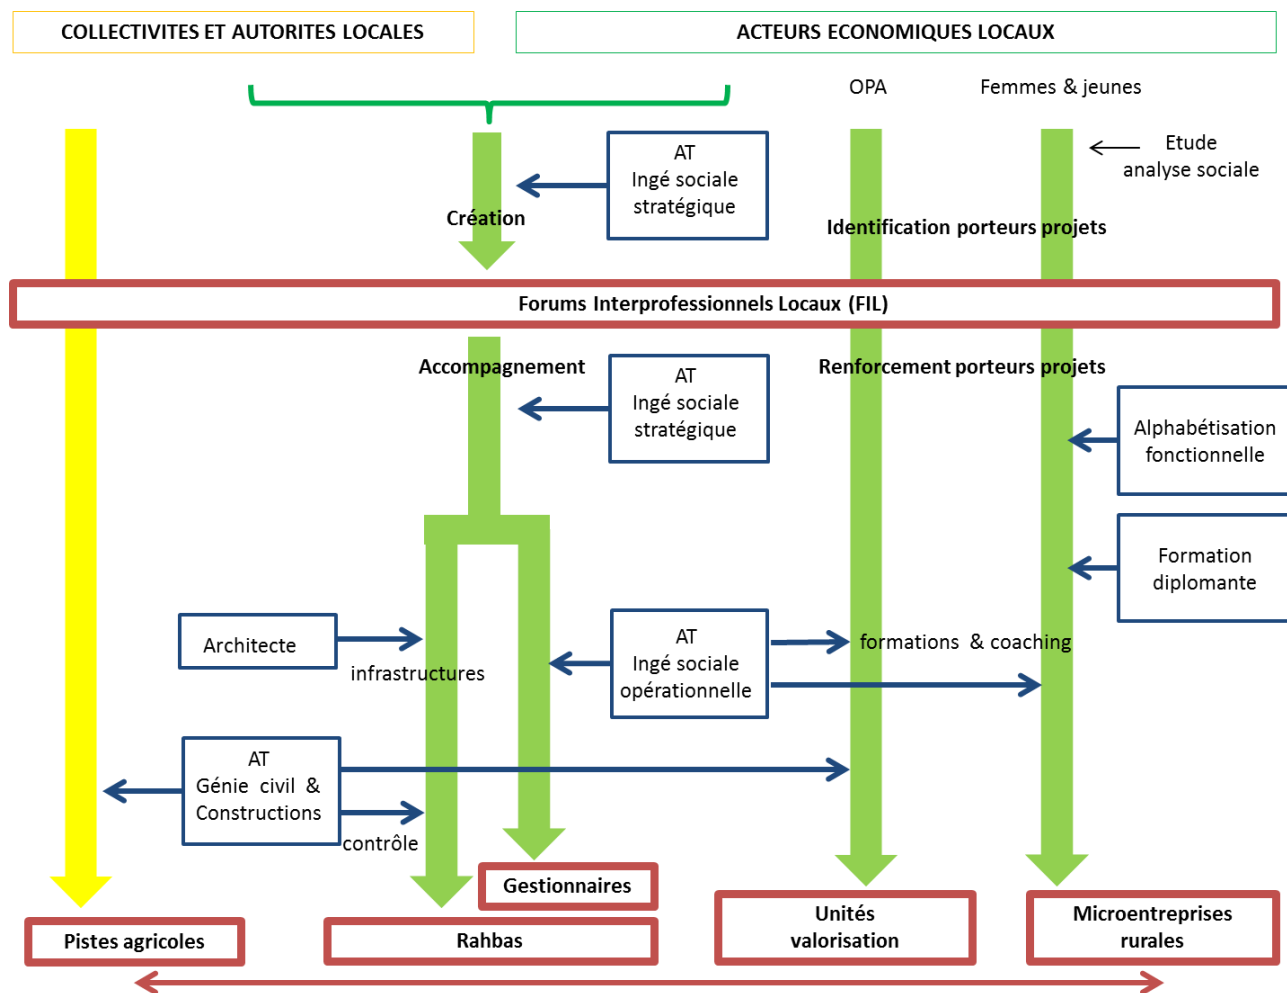 COLLECTIVITES ET AUTORITES LOCALES
ACTEURS ECONOMIQUES LOCAUX
OPA
Femmes & jeunes
Etude
analyse sociale
AT
Ingé sociale
stratégique
Création
Identification porteurs projets
Forums Interprofessionnels Locaux (FIL)
Accompagnement
AT
Ingé sociale
stratégique
Renforcement porteurs projets
Alphabétisation
fonctionnelle
Formation
diplomante
Architecte
infrastructures
AT
Ingé sociale
opérationnelle
formations & coaching
AT
Génie civil &
Constructions
contrôle
Gestionnaires
Pistes agricoles
Rahbas
Unités
valorisation
Microentreprises
rurales